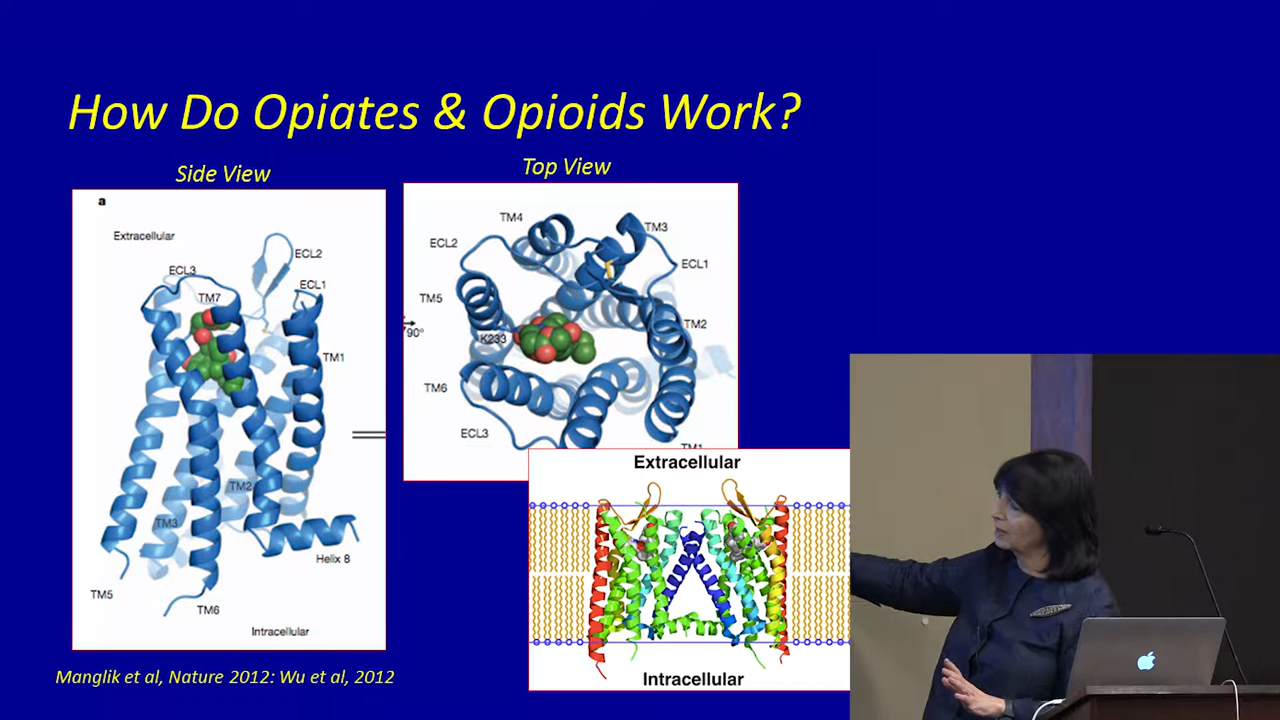 How Do Opiates & Opioids Work?
Side View
Top View
a
Extracellular
ECL2
ECL3
ECL1
TM7
TM1
TM2
TM3
Helix 8
TM5
TM6
Intracellular
TM4
TM3
ECL2
ECL1
TM5
TM2
90°
K233
TM6
ECL3
TM1
Extracellular
Intracellular
Manglik et al, Nature 2012: Wu et al, 2012